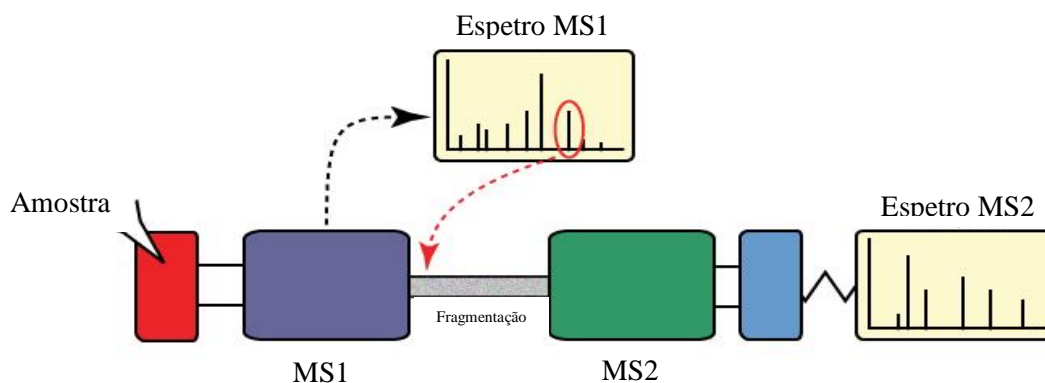 Espetro MS1
Amostra
Espetro MS2
Fragmentação
MS1
MS2